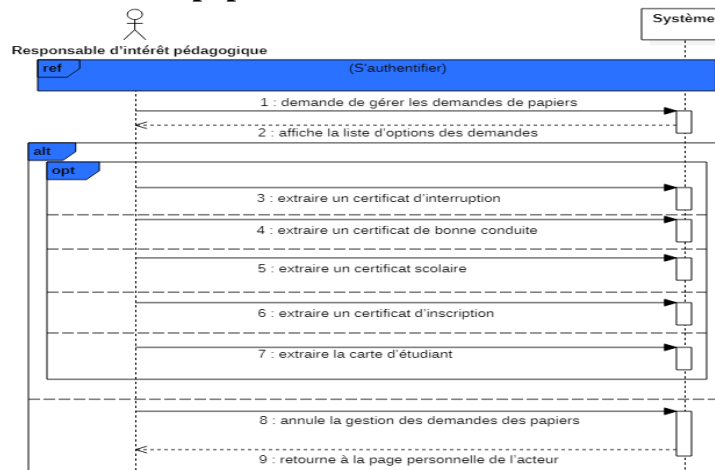 Système
Responsable d'intérêt pédagogique
ref
(S'authentifier)
1 : demande de gérer les demandes de papiers
2 : affiche la liste d'options des demandes
alt
opt
3 : extraire un certificat d'interruption
4 : extraire un certificat de bonne conduite
5 : extraire un certificat scolaire
6 : extraire un certificat d'inscription
7 : extraire la carte d'étudiant
8 : annule la gestion des demandes des papiers
9 : retourne à la page personnelle de l'acteur